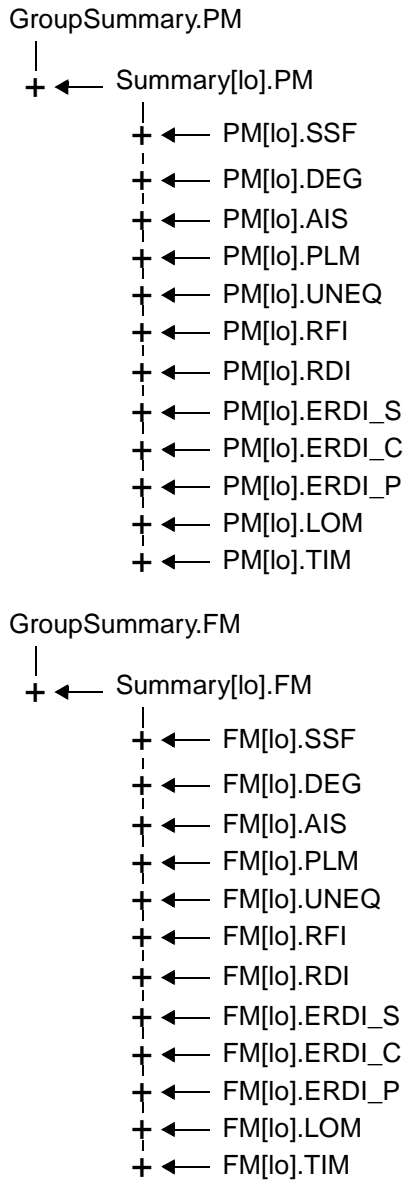 GroupSummary.PM
Summary[lo].PM
PM[lo].SSF
PM[lo].DEG
PM[lo].AIS
PM[lo].PLM
PM[lo].UNEQ
PM[lo].RFI
PM[lo].RDI
PM[lo].ERDI_S
PM[lo].ERDI_C
PM[lo].ERDI_P
PM[lo].LOM
PM[lo].TIM
GroupSummary.FM
Summary[lo].FM
FM[lo].SSF
FM[lo].DEG
FM[lo].AIS
FM[lo].PLM
FM[lo].UNEQ
FM[lo].RFI
FM[lo].RDI
FM[lo].ERDI_S
FM[lo].ERDI_C
FM[lo].ERDI_P
FM[lo].LOM
FM[lo].TIM